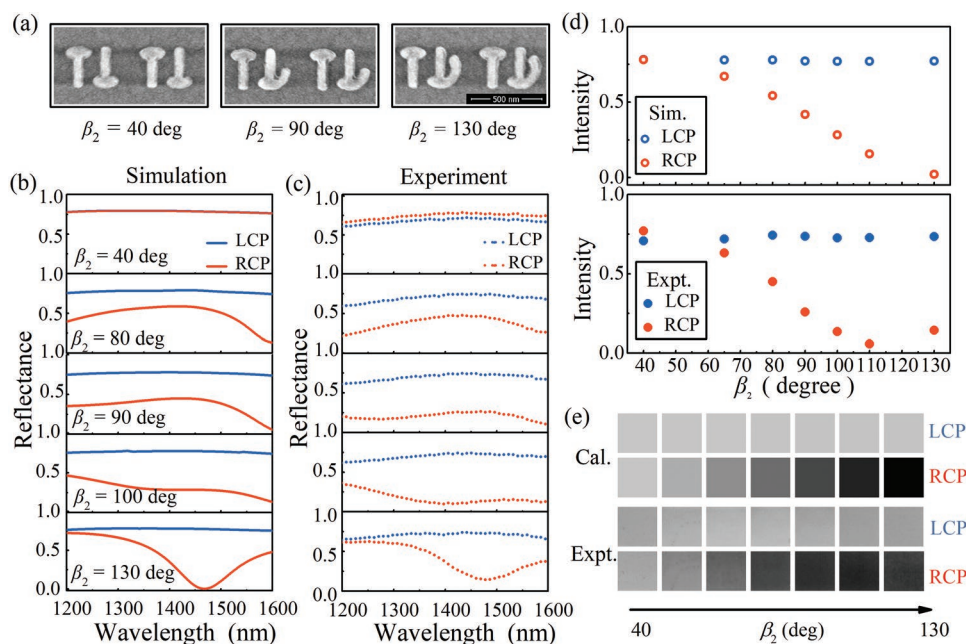 (a)
500 nm
β2 = 40 deg
β2 = 90 deg
β2 = 130 deg
(b)
Simulation
Reflectance
1.0
0.5
1.0
0.5
1.0
0.5
1.0
0.5
1.0
0.5
0.0
LCP
RCP
β2 = 40 deg
β2 = 80 deg
β2 = 90 deg
β2 = 100 deg
β2 = 130 deg
1200 1300 1400 1500 1600
Wavelength (nm)
(c)
Experiment
Reflectance
1.0
0.5
1.0
0.5
1.0
0.5
1.0
0.5
1.0
0.5
0.0
LCP
RCP
1200 1300 1400 1500 1600
Wavelength (nm)
(d)
Intensity
0.5
0.0
Sim.
LCP
RCP
Intensity
1.0
0.5
0.0
Expt.
LCP
RCP
40 50 60 70 80 90 100 110 120 130
β2 ( degree )
(e)
Cal.
LCP
RCP
Expt.
LCP
RCP
40
β2 (deg)
130